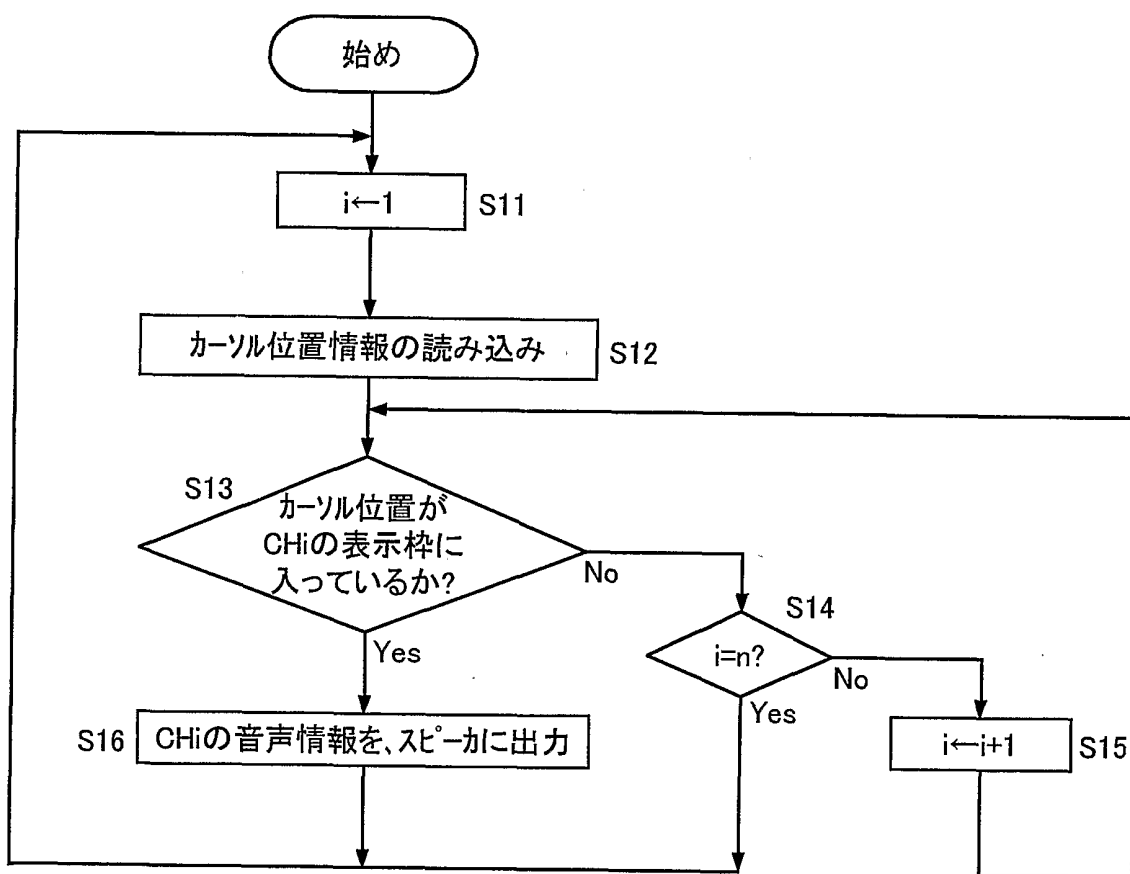 始め
i←1
S11
カーソル位置情報の読み込み
S12
S13
カーソル位置が
CHiの表示枠に
入っているか?
No
Yes
S14
i=n?
No
Yes
i←i+1
S15
S16
CHiの音声情報を、スピーカに出力